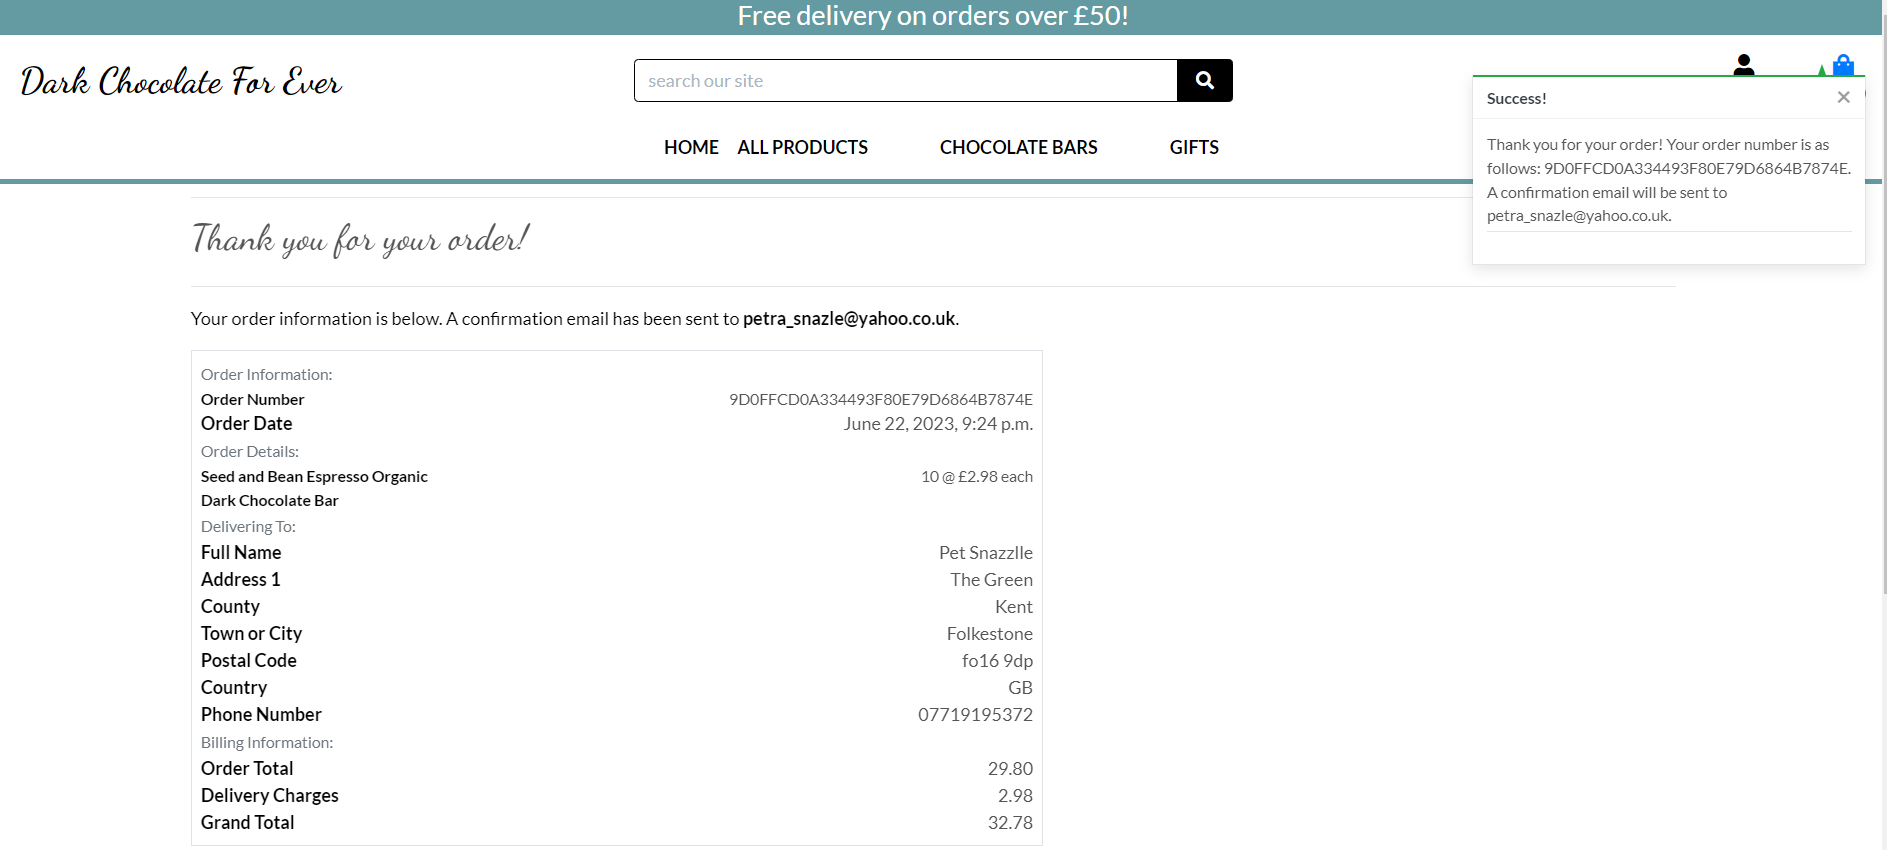 Free delivery on orders over £50!
Dark Chocolate For Ever
search our site
HOME ALL PRODUCTS CHOCOLATE BARS GIFTS
Success!
Thank you for your order! Your order number is as
follows: 9D0FFCD0A334493F80E79D6864B7874E.
A confirmation email will be sent to
petra_snazle@yahoo.co.uk.
Thank you for your order!
Your order information is below. A confirmation email has been sent to petra_snazle@yahoo.co.uk.
Order Information:
Order Number 9D0FFCD0A334493F80E79D6864B7874E
Order Date June 22, 2023, 9:24 p.m.
Order Details:
Seed and Bean Espresso Organic 10 @ £2.98 each
Dark Chocolate Bar
Delivering To:
Full Name Pet Snazzlle
Address 1 The Green
County Kent
Town or City Folkestone
Postal Code fo16 9dp
Country GB
Phone Number 07719195372
Billing Information:
Order Total 29.80
Delivery Charges 2.98
Grand Total 32.78